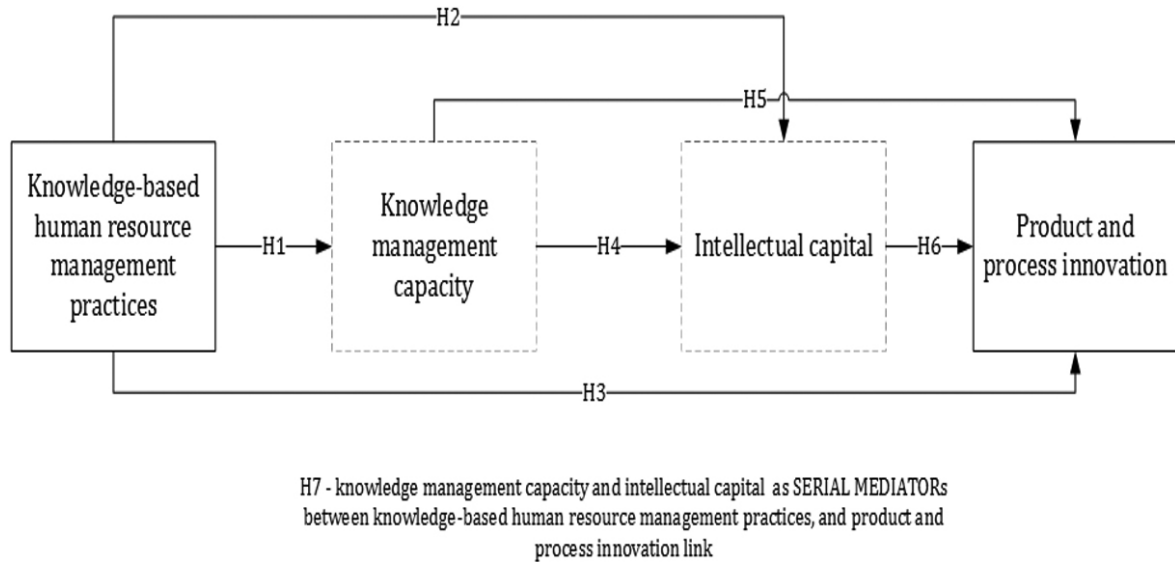 H2
H5
Knowledge-based
human resource
management
practices
H1
Knowledge
management
capacity
H4
Intellectual capital
H6
Product and
process innovation
H3
H7 - knowledge management capacity and intellectual capital as SERIAL MEDIATORs
between knowledge-based human resource management practices, and product and
process innovation link